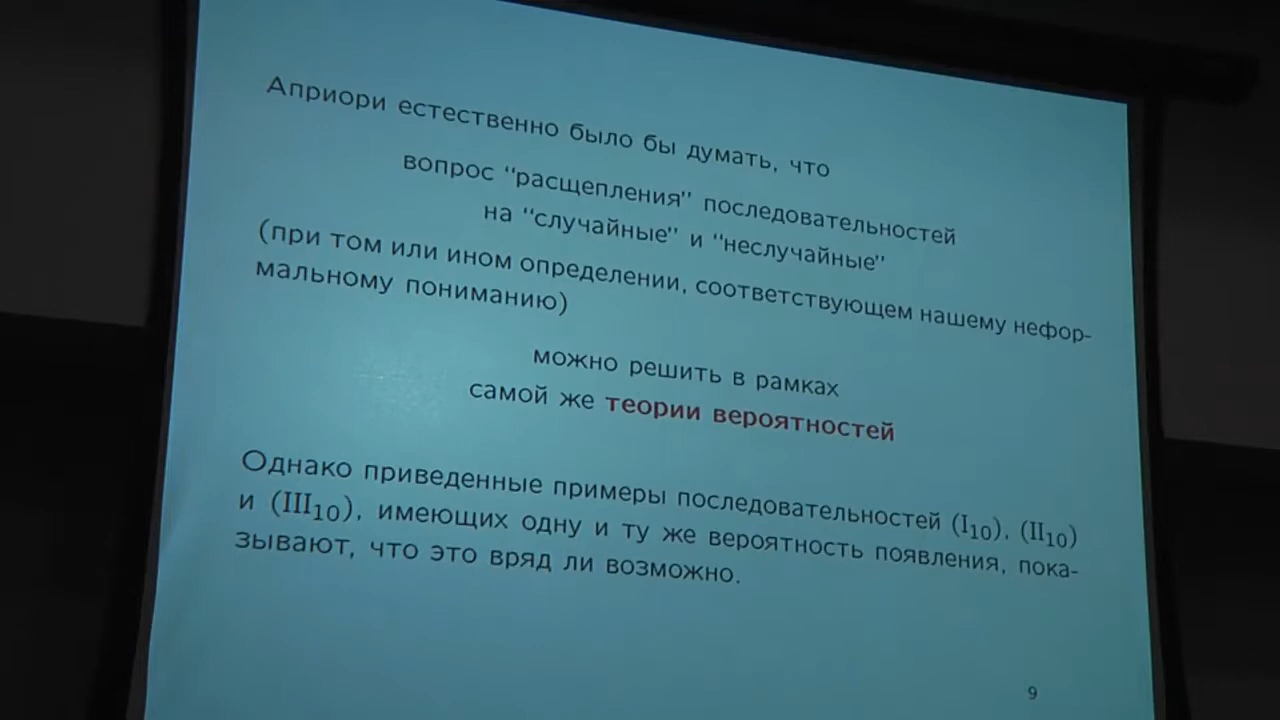 Априори естественно было бы думать, что
вопрос “расщепления” последовательностей
на “случайные” и “неслучайные”
(при том или ином определении, соответствующем нашему нефор-
мальному пониманию)
можно решить в рамках
самой же теории вероятностей
Однако приведенные примеры последовательностей (I₁₀), (II₁₀)
и (III₁₀), имеющих одну и ту же вероятность появления, пока-
зывают, что это вряд ли возможно.
9